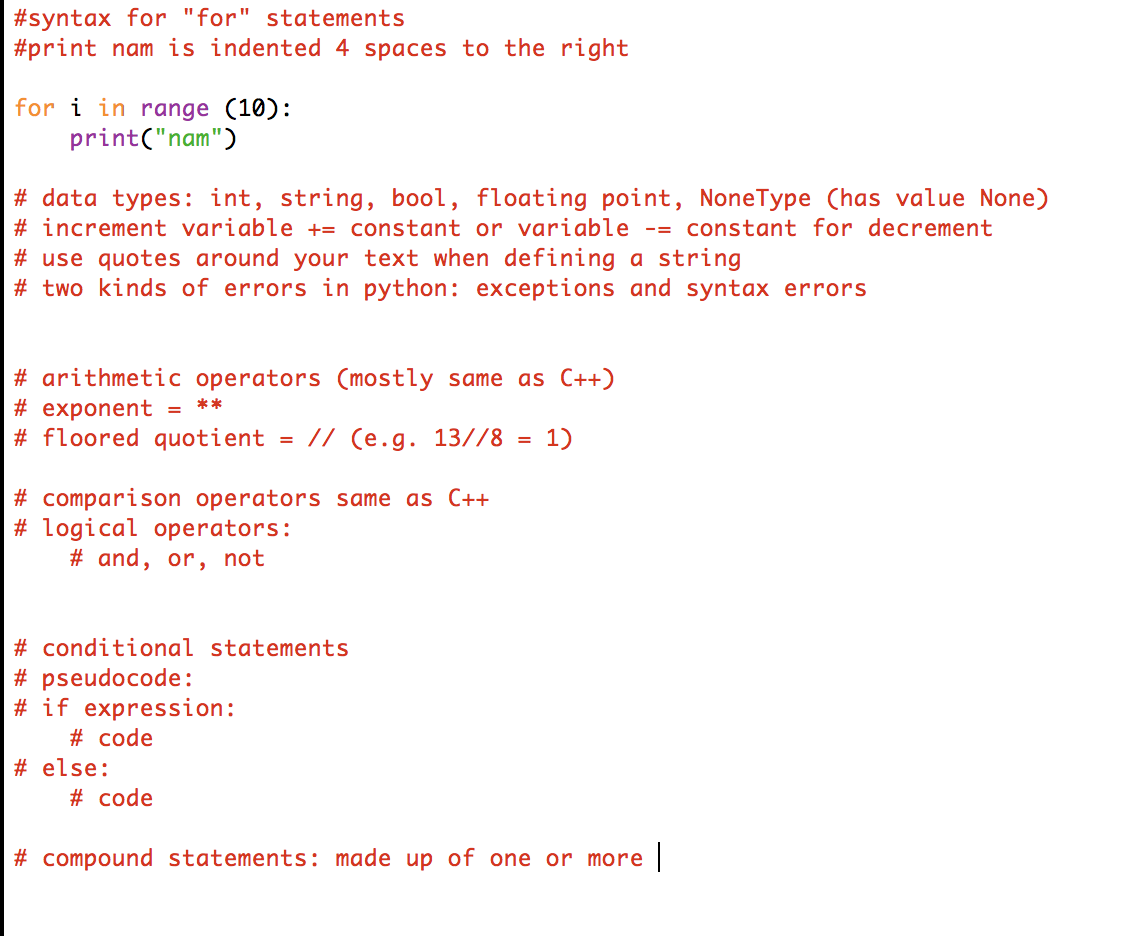 #syntax for "for" statements
#print nam is indented 4 spaces to the right
for i in range (10):
    print("nam")
# data types: int, string, bool, floating point, NoneType (has value None)
# increment variable += constant or variable -= constant for decrement
# use quotes around your text when defining a string
# two kinds of errors in python: exceptions and syntax errors
# arithmetic operators (mostly same as C++)
# exponent = **
# floored quotient = // (e.g. 13//8 = 1)
# comparison operators same as C++
# logical operators:
    # and, or, not
# conditional statements
# pseudocode:
# if expression:
    # code
# else:
    # code
# compound statements: made up of one or more